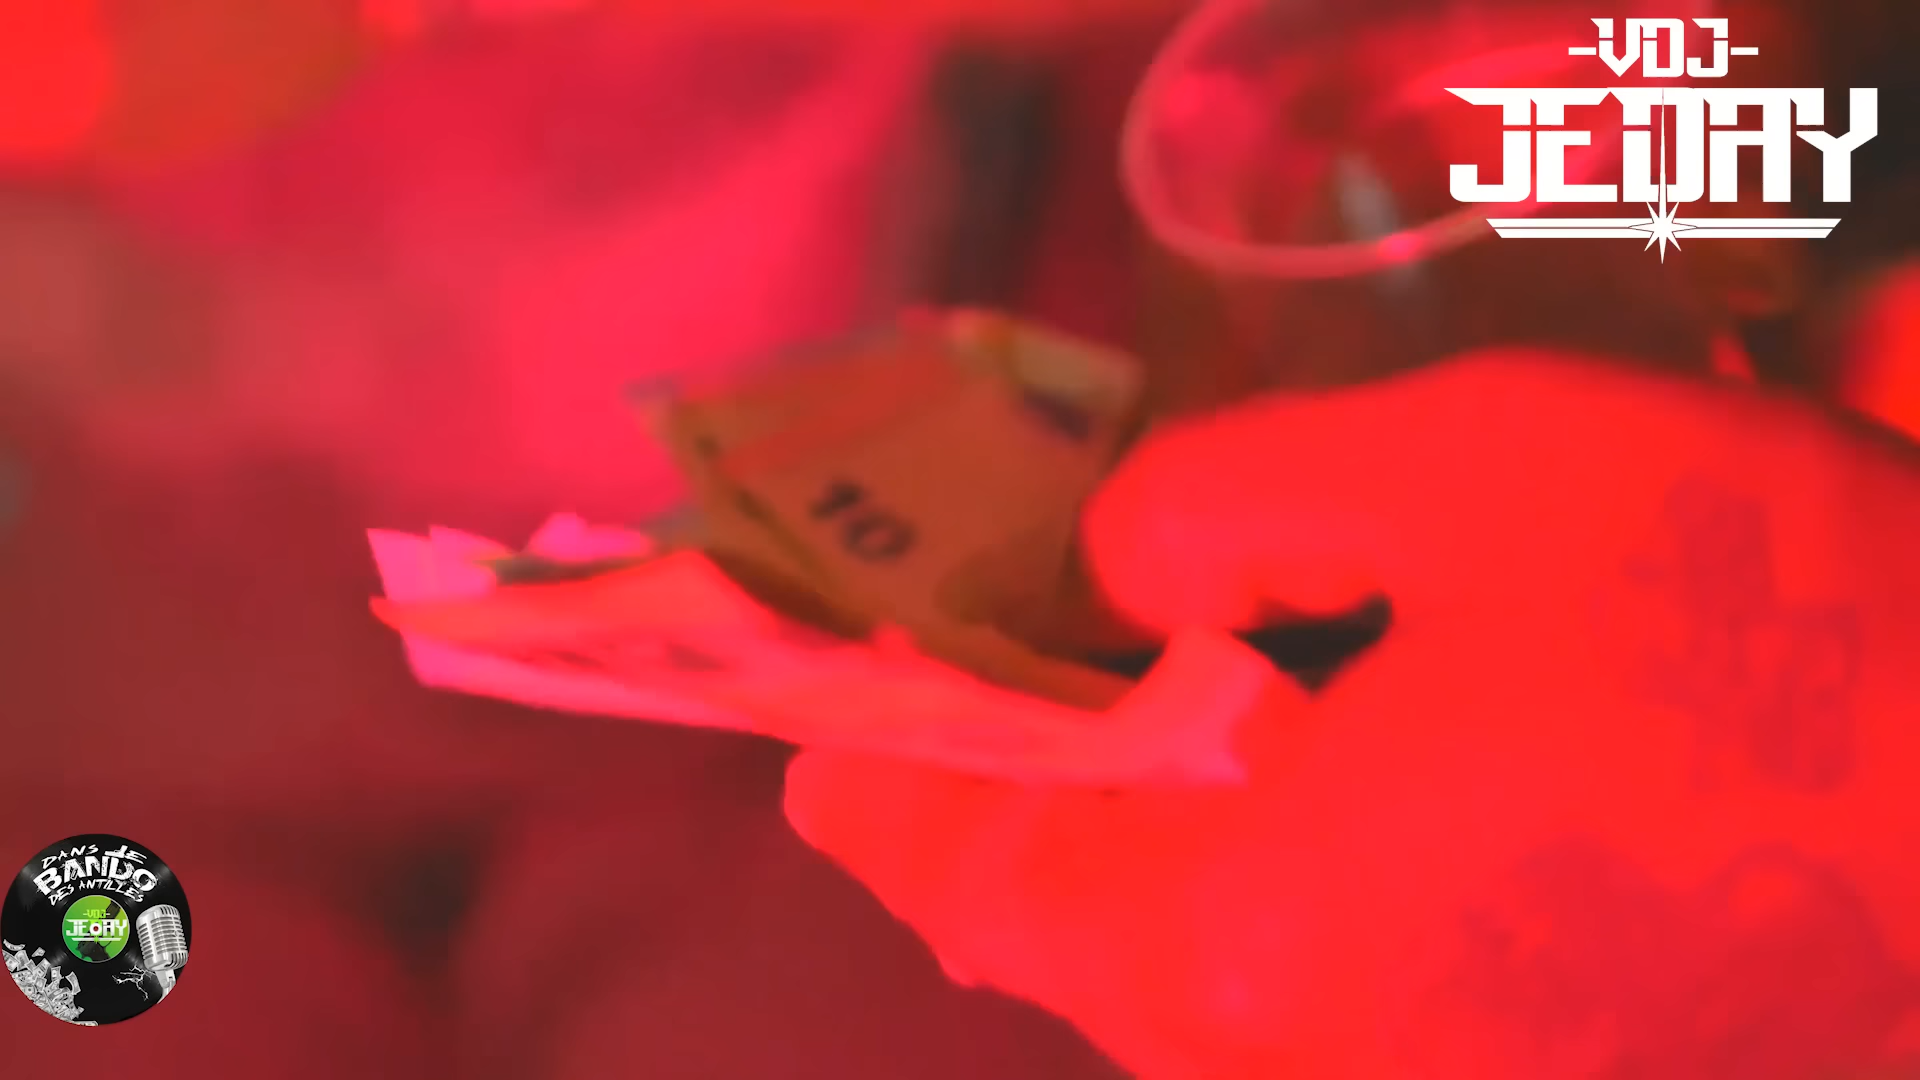 -VDJ-
JEDAY
10
DANS LE
BANDO
DES ANTILLES
-VDJ-
JEDAY